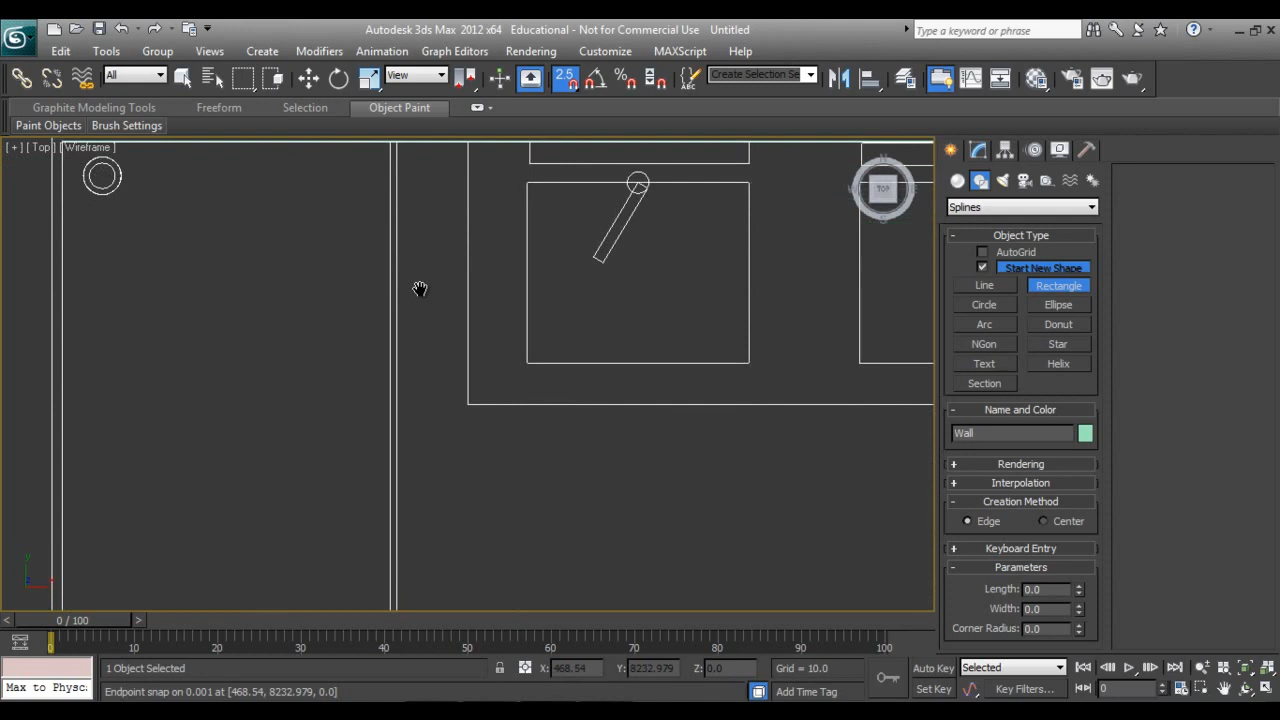 Autodesk 3ds Max 2012 x64 Educational - Not for Commercial Use Untitled
Type a keyword or phrase
Edit Tools Group Views Create Modifiers Animation Graph Editors Rendering Customize MAXScript Help
All View 2.5 Create Selection Se
Graphite Modeling Tools Freeform Selection Object Paint
Paint Objects Brush Settings
[ + ] [ Top ] [ Wireframe ]
TOP
Splines
- Object Type
AutoGrid
Start New Shape
Line Rectangle
Circle Ellipse
Arc Donut
NGon Star
Text Helix
Section
- Name and Color
Wall
+ Rendering
+ Interpolation
- Creation Method
Edge Center
+ Keyboard Entry
- Parameters
Length: 0.0
Width: 0.0
Corner Radius: 0.0
y
< 0 / 100 >
0 10 20 30 40 50 60 70 80 90 100
1 Object Selected X: 468.54 Y: 8232.979 Z: 0.0 Grid = 10.0 Auto Key Selected
Max to Physc Endpoint snap on 0.001 at [468.54, 8232.979, 0.0] Add Time Tag Set Key Key Filters... 0